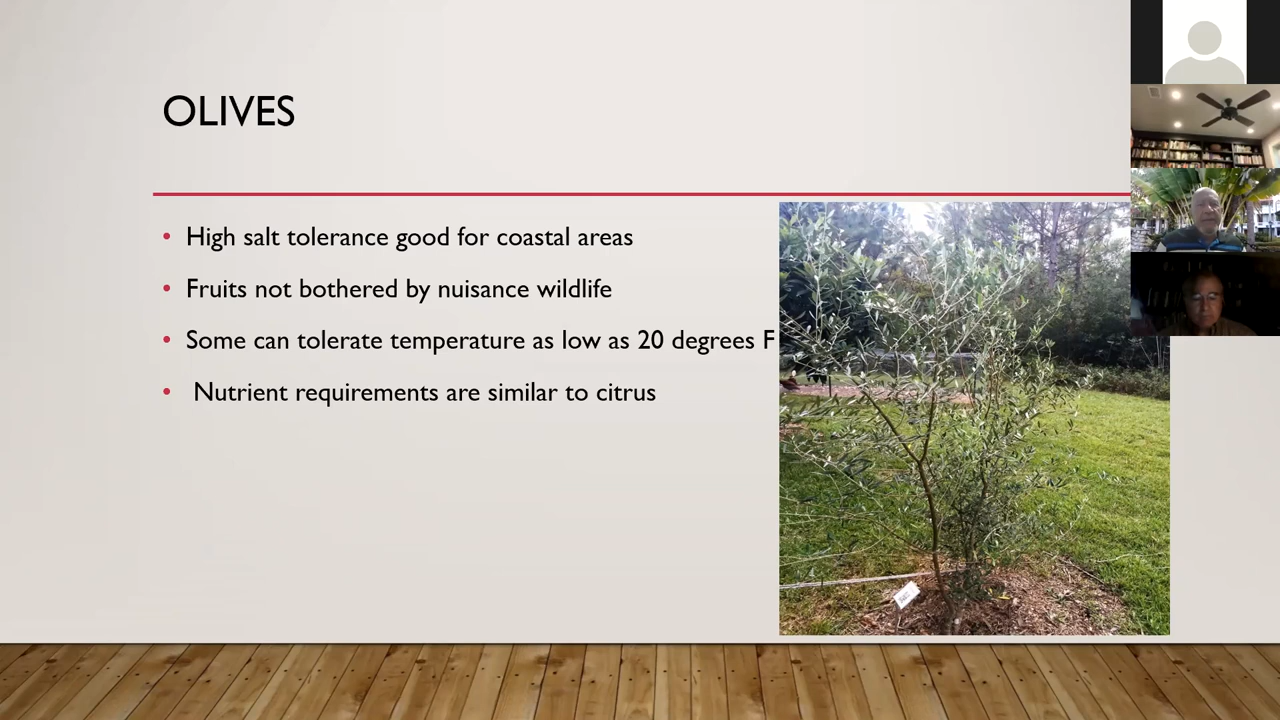 OLIVES
• High salt tolerance good for coastal areas
• Fruits not bothered by nuisance wildlife
• Some can tolerate temperature as low as 20 degrees F
• Nutrient requirements are similar to citrus